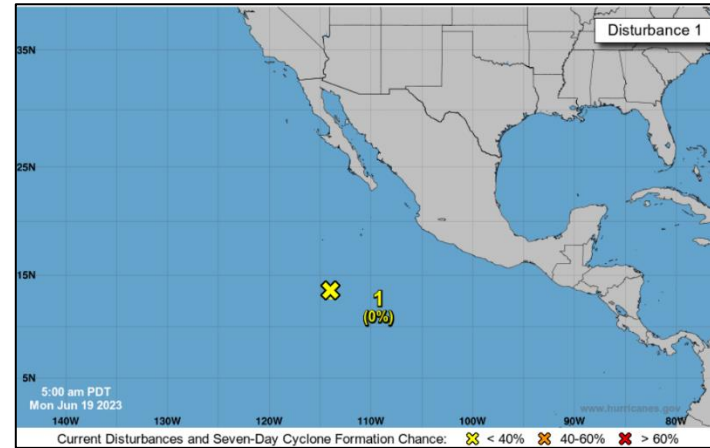 Disturbance 1
35N
25N
15N
1
(0%)
5N
5:00 am PDT
Mon Jun 19 2023
www.hurricanes.gov
140W 130W 120W 110W 100W 90W 80W
Current Disturbances and Seven-Day Cyclone Formation Chance: < 40% 40-60% > 60%